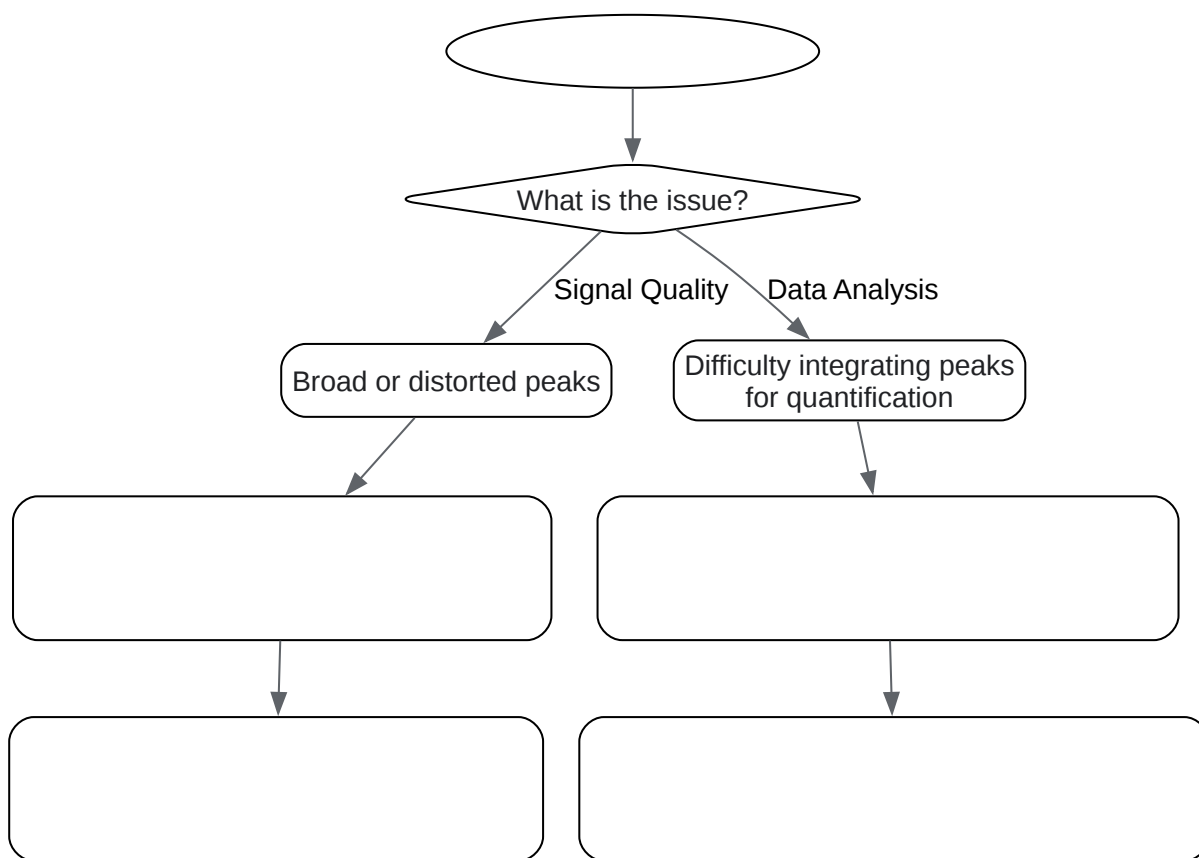 What is the issue?
Signal Quality
Data Analysis
Broad or distorted peaks
Difficulty integrating peaks
for quantification